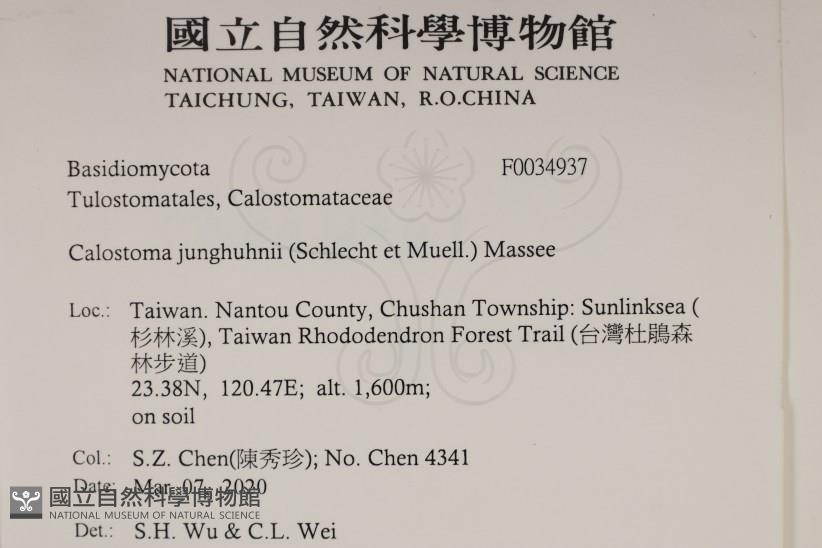 國立自然科學博物館
NATIONAL MUSEUM OF NATURAL SCIENCE
TAICHUNG, TAIWAN, R.O.CHINA
Basidiomycota F0034937
Tulostomatales, Calostomataceae
Calostoma junghuhnii (Schlecht et Muell.) Massee
Loc.: Taiwan. Nantou County, Chushan Township: Sunlinksea (
杉林溪), Taiwan Rhododendron Forest Trail (台灣杜鵑森
林步道)
23.38N, 120.47E; alt. 1,600m;
on soil
Col.: S.Z. Chen(陳秀珍); No. Chen 4341
Date: Mar. 07, 2020
國立自然科學博物館
NATIONAL MUSEUM OF NATURAL SCIENCE
Det.: S.H. Wu & C.L. Wei